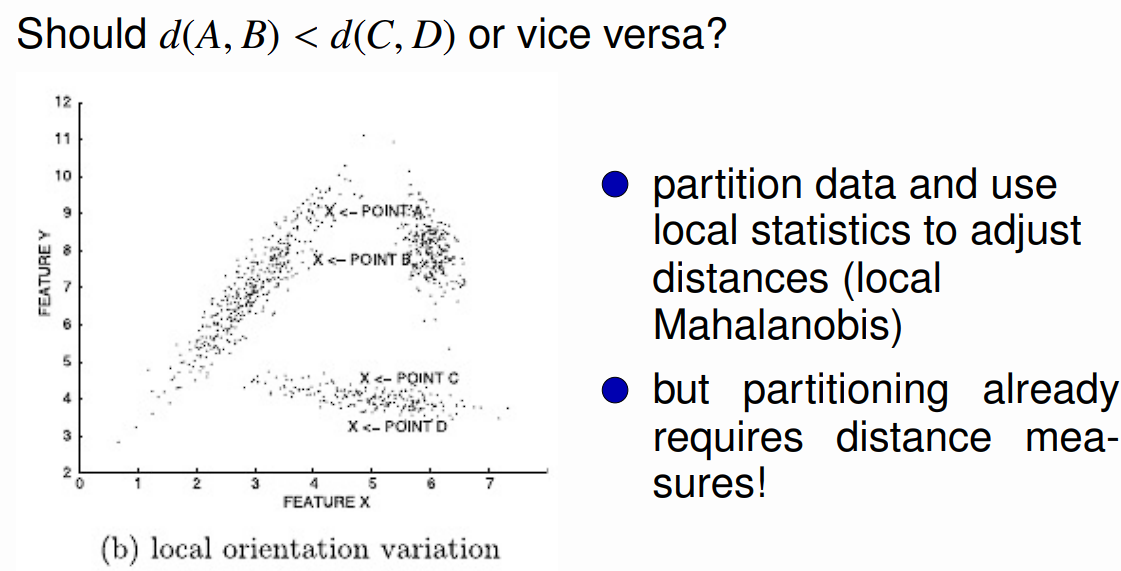 Should d(A, B) < d(C, D) or vice versa?
12
11
10
9
8
7
6
5
4
3
2
FEATURE Y
X <- POINT A
X <- POINT B
X <- POINT C
X <- POINT D
0 1 2 3 4 5 6 7
FEATURE X
(b) local orientation variation
● partition data and use
local statistics to adjust
distances (local
Mahalanobis)
● but partitioning already
requires distance mea-
sures!